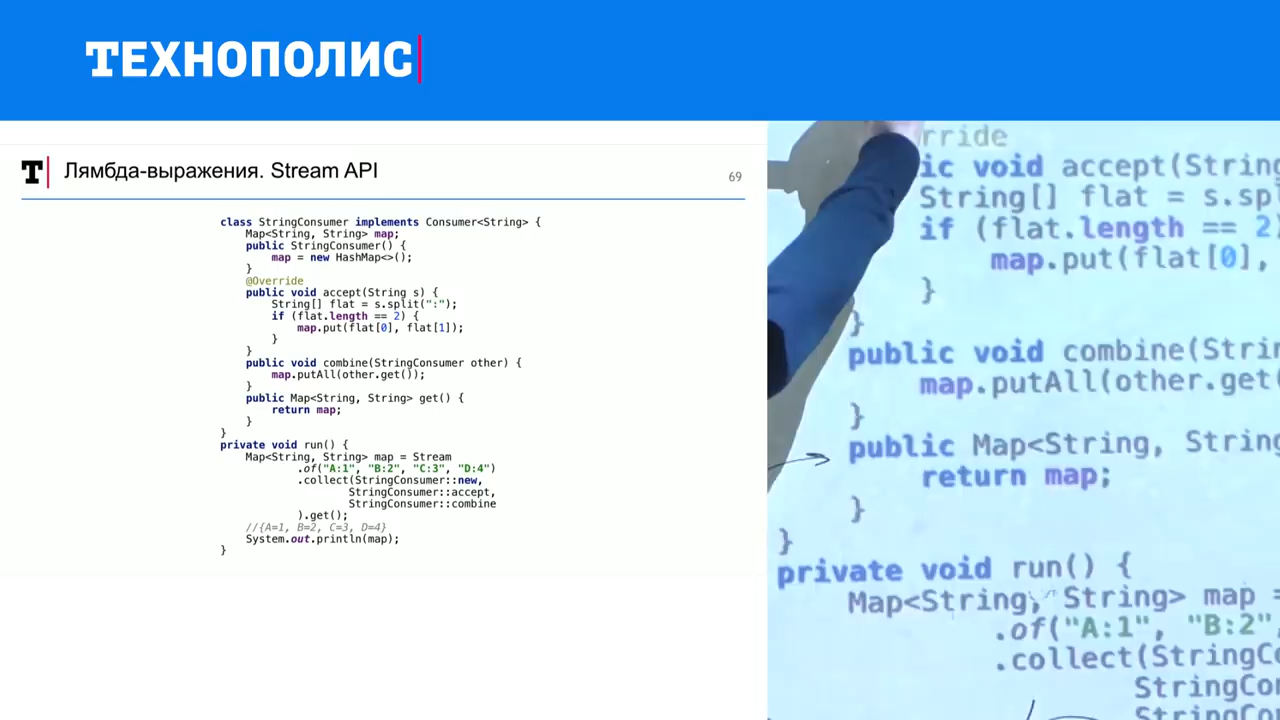 ТЕХНОПОЛИС
Т Лямбда-выражения. Stream API
69
class StringConsumer implements Consumer<String> {
    Map<String, String> map;
    public StringConsumer() {
        map = new HashMap<>();
    }
    @Override
    public void accept(String s) {
        String[] flat = s.split(":");
        if (flat.length == 2) {
            map.put(flat[0], flat[1]);
        }
    }
    public void combine(StringConsumer other) {
        map.putAll(other.get());
    }
    public Map<String, String> get() {
        return map;
    }
}
private void run() {
    Map<String, String> map = Stream
            .of("A:1", "B:2", "C:3", "D:4")
            .collect(StringConsumer::new,
                    StringConsumer::accept,
                    StringConsumer::combine
            ).get();
    //{A=1, B=2, C=3, D=4}
    System.out.println(map);
}
rride
ic void accept(String
String[] flat = s.spl
if (flat.length == 2)
map.put(flat[0],
}
}
public void combine(Strin
map.putAll(other.get(
}
public Map<String, String
return map;
}
}
private void run() {
Map<String, String> map =
.of("A:1", "B:2",
.collect(StringCo
StringCon
StringCon